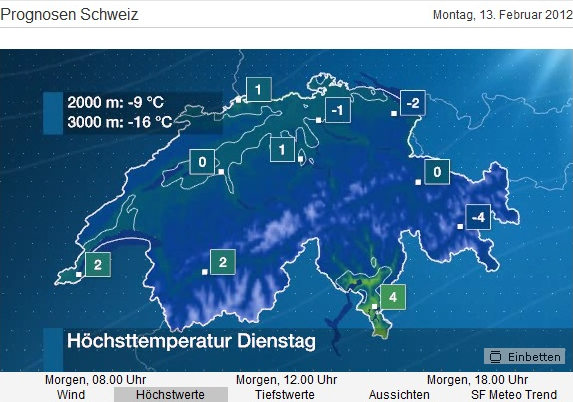 Prognosen Schweiz
Montag, 13. Februar 2012
2000 m: -9 °C
3000 m: -16 °C
1
-1
-2
0
1
0
-4
2
2
4
Höchsttemperatur Dienstag
Einbetten
Morgen, 08.00 Uhr Morgen, 12.00 Uhr Morgen, 18.00 Uhr
Wind Höchstwerte Tiefstwerte Aussichten SF Meteo Trend